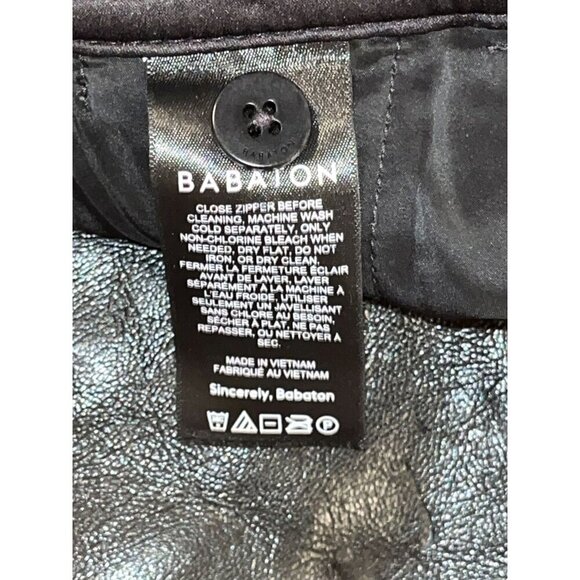 BABATON
BABATON
CLOSE ZIPPER BEFORE
CLEANING, MACHINE WASH
COLD SEPARATELY, ONLY
NON-CHLORINE BLEACH WHEN
NEEDED, DRY FLAT, DO NOT
IRON, OR DRY CLEAN.
FERMER LA FERMETURE ÉCLAIR
AVANT DE LAVER, LAVER
SÉPARÉMENT À LA MACHINE À
L'EAU FROIDE, UTILISER
SEULEMENT UN JAVELLISANT
SANS CHLORE AU BESOIN,
SÉCHER À PLAT, NE PAS
REPASSER, OU NETTOYER À
SEC.
MADE IN VIETNAM
FABRIQUÉ AU VIETNAM
Sincerely, Babaton
P